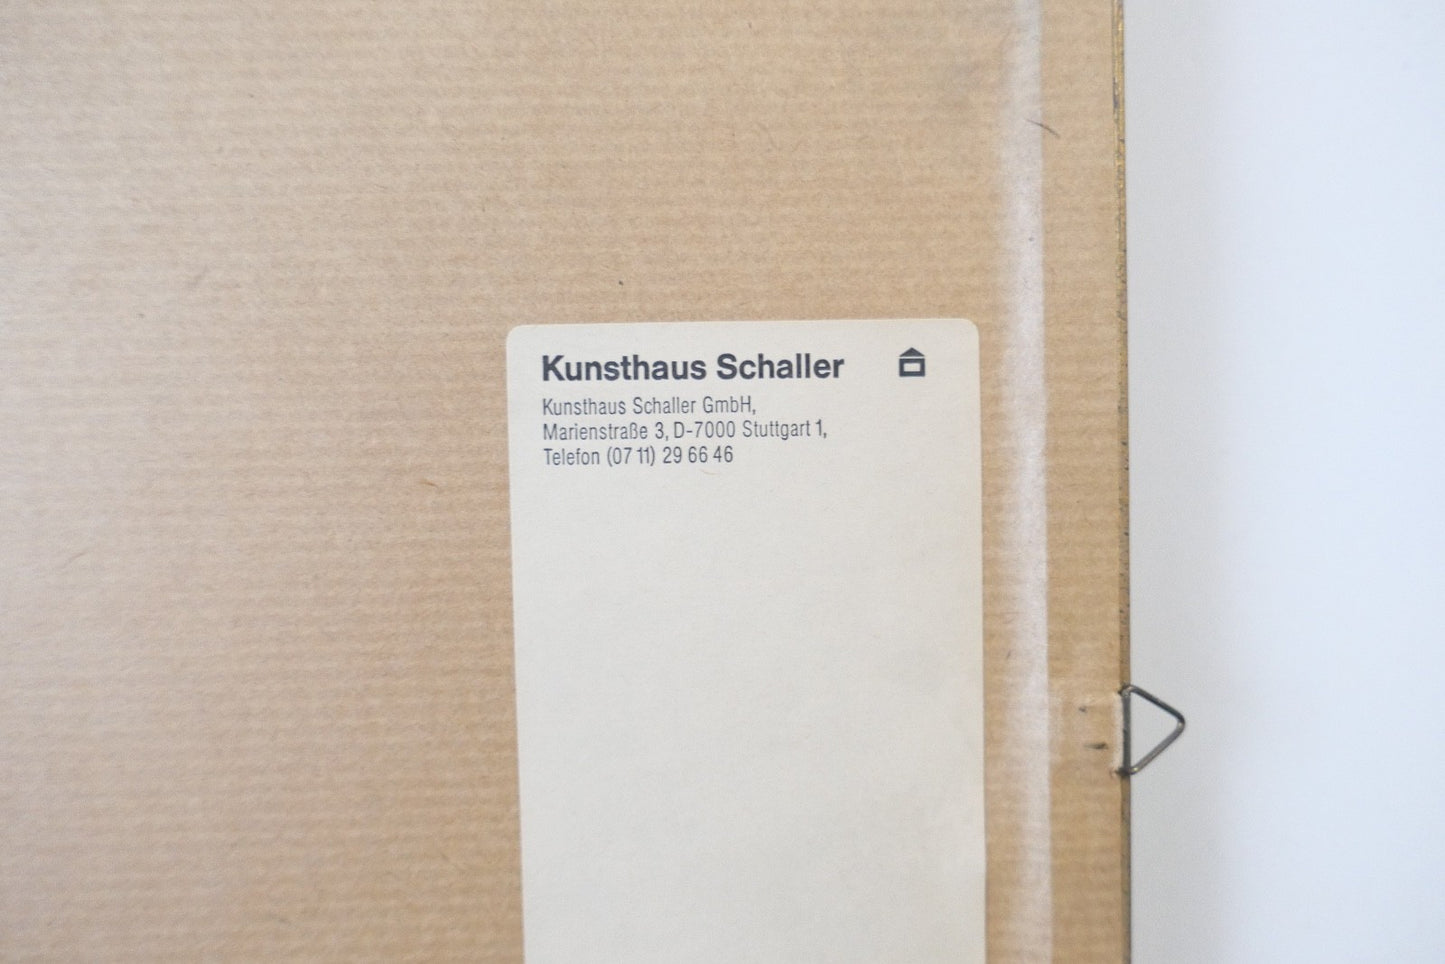 Kunsthaus Schaller
Kunsthaus Schaller GmbH,
Marienstraße 3, D-7000 Stuttgart 1,
Telefon (07 11) 29 66 46